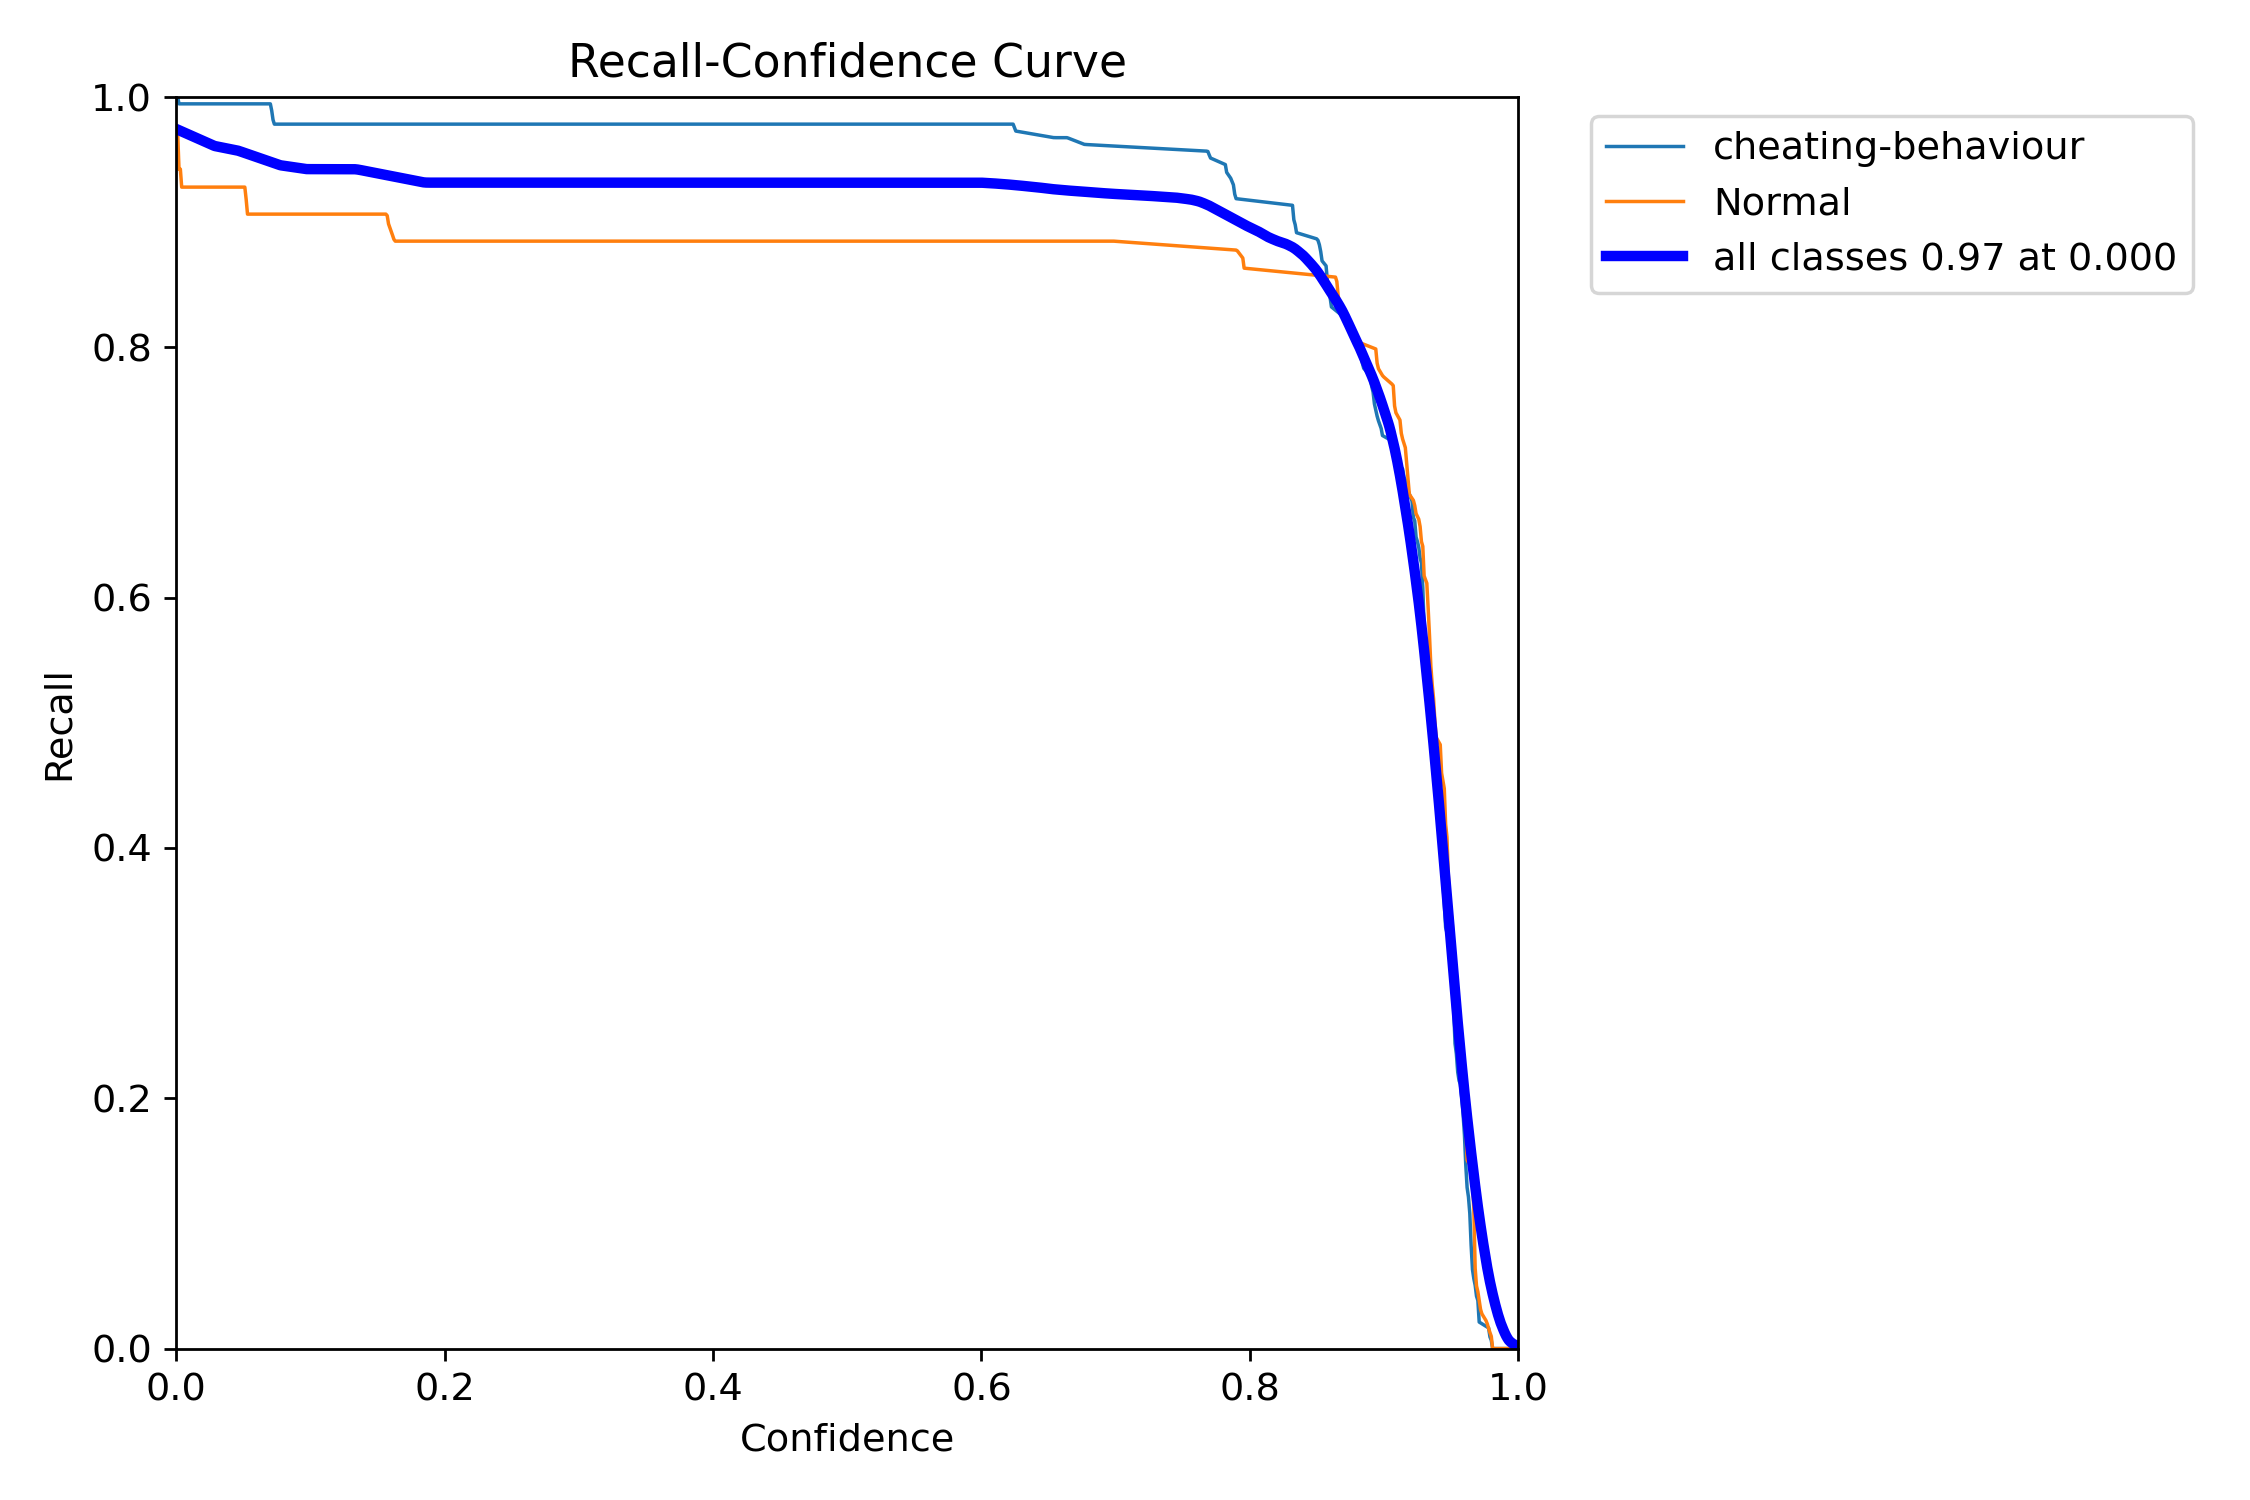 Recall-Confidence Curve
cheating-behaviour
Normal
all classes 0.97 at 0.000
1.0
0.8
0.6
0.4
0.2
0.0
Recall
0.0 0.2 0.4 0.6 0.8 1.0
Confidence